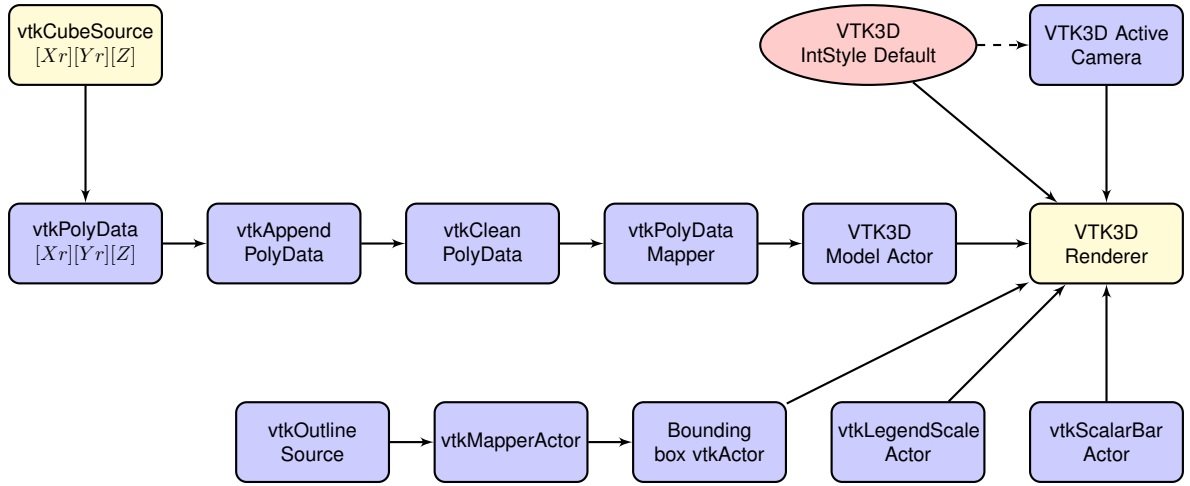 vtkCubeSource
[Xr][Yr][Z]
VTK3D
IntStyle Default
VTK3D Active
Camera
vtkPolyData
[Xr][Yr][Z]
vtkAppend
PolyData
vtkClean
PolyData
vtkPolyData
Mapper
VTK3D
Model Actor
VTK3D
Renderer
vtkOutline
Source
vtkMapperActor
Bounding
box vtkActor
vtkLegendScale
Actor
vtkScalarBar
Actor